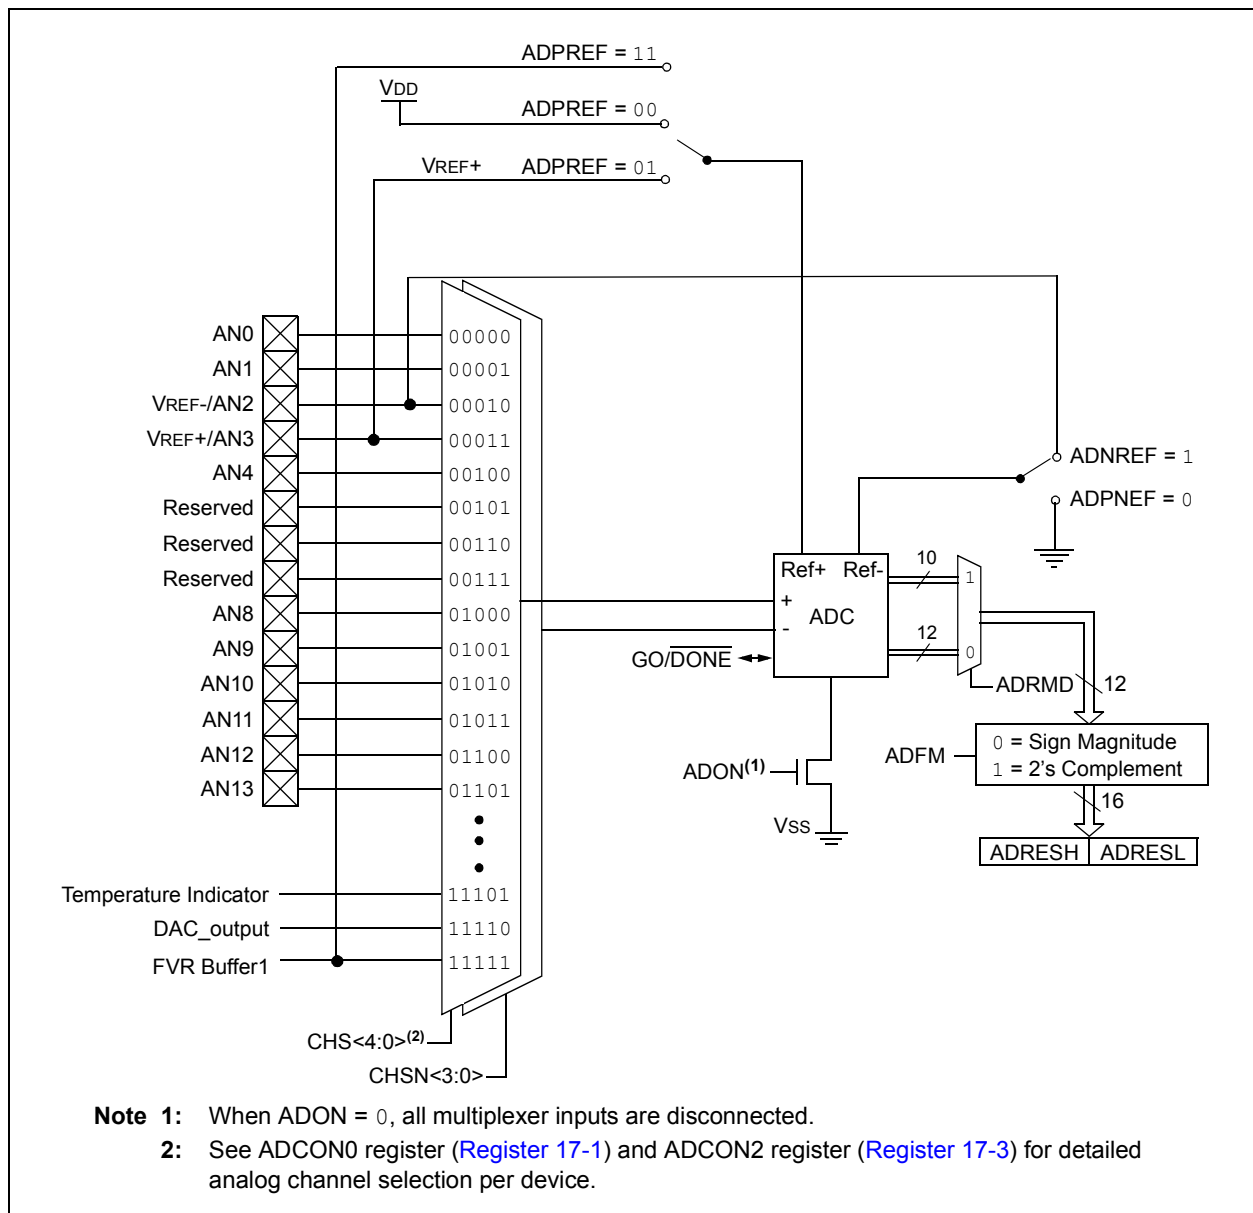 ADPREF = 11
VDD
ADPREF = 00
VREF+ ADPREF = 01
AN0 00000
AN1 00001
VREF-/AN2 00010
VREF+/AN3 00011
AN4 00100
Reserved 00101
Reserved 00110
Reserved 00111
AN8 01000
AN9 01001
AN10 01010
AN11 01011
AN12 01100
AN13 01101
Temperature Indicator 11101
DAC_output 11110
FVR Buffer1 11111
CHS<4:0>(2)
CHSN<3:0>
ADNREF = 1
ADPNEF = 0
Ref+ Ref-
+
ADC
-
GO/DONE
10
12
1
0
ADRMD
12
ADON(1)
VSS
ADFM
0 = Sign Magnitude
1 = 2's Complement
16
ADRESH ADRESL
Note 1: When ADON = 0, all multiplexer inputs are disconnected.
2: See ADCON0 register (Register 17-1) and ADCON2 register (Register 17-3) for detailed
analog channel selection per device.